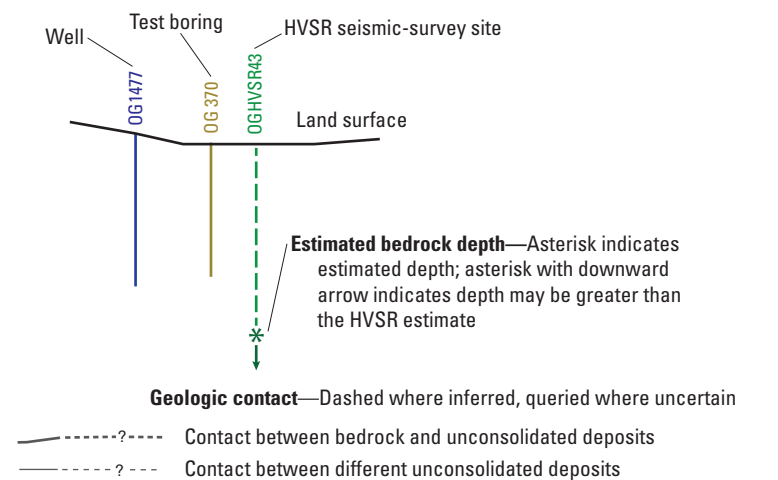 Test boring
Well
HVSR seismic-survey site
OG1477
OG 370
OGHVSR43
Land surface
Estimated bedrock depth—Asterisk indicates
estimated depth; asterisk with downward
arrow indicates depth may be greater than
the HVSR estimate
*
Geologic contact—Dashed where inferred, queried where uncertain
? Contact between bedrock and unconsolidated deposits
? Contact between different unconsolidated deposits